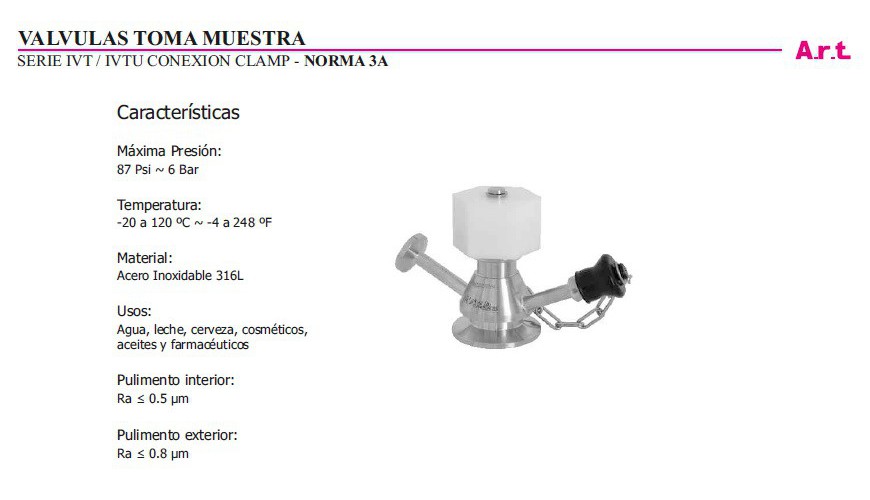 VALVULAS TOMA MUESTRA
SERIE IVT / IVTU CONEXION CLAMP - NORMA 3A
A.r.t.
Características
Máxima Presión:
87 Psi ~ 6 Bar
Temperatura:
-20 a 120 ºC ~ -4 a 248 ºF
Material:
Acero Inoxidable 316L
Usos:
Agua, leche, cerveza, cosméticos,
aceites y farmacéuticos
Pulimento interior:
Ra ≤ 0.5 µm
Pulimento exterior:
Ra ≤ 0.8 µm